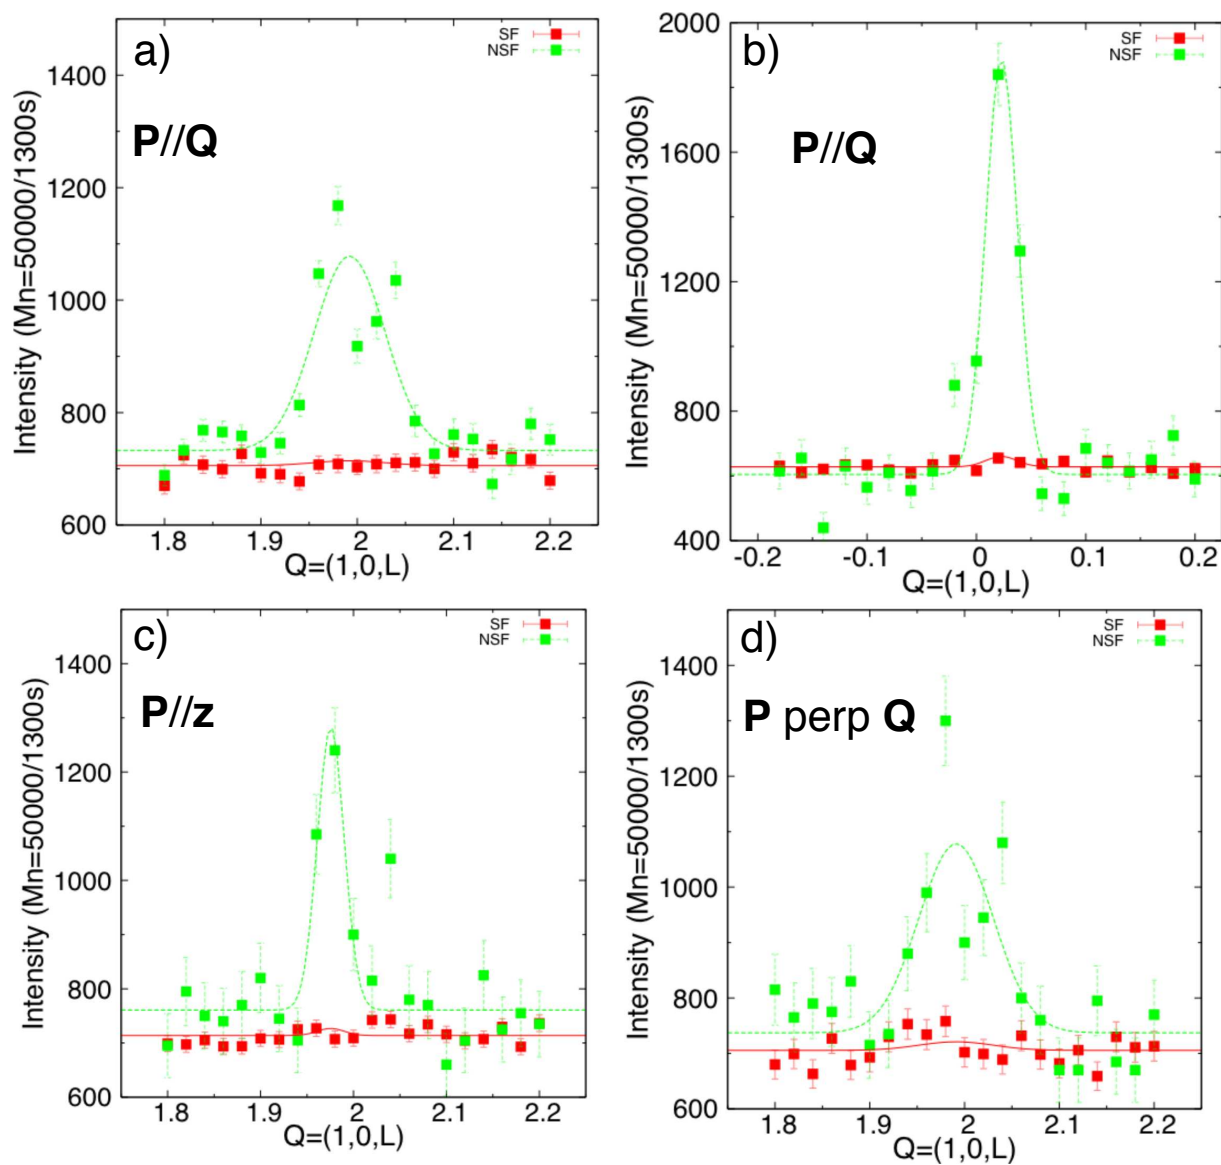 a)
SF
NSF
P//Q
Intensity (Mn=50000/1300s)
1400
1200
1000
800
600
1.8 1.9 2 2.1 2.2
Q=(1,0,L)
b)
SF
NSF
P//Q
Intensity (Mn=50000/1300s)
2000
1600
1200
800
400
-0.2 -0.1 0 0.1 0.2
Q=(1,0,L)
c)
SF
NSF
P//z
Intensity (Mn=50000/1300s)
1400
1200
1000
800
600
1.8 1.9 2 2.1 2.2
Q=(1,0,L)
d)
SF
NSF
P perp Q
Intensity (Mn=50000/1300s)
1400
1200
1000
800
600
1.8 1.9 2 2.1 2.2
Q=(1,0,L)